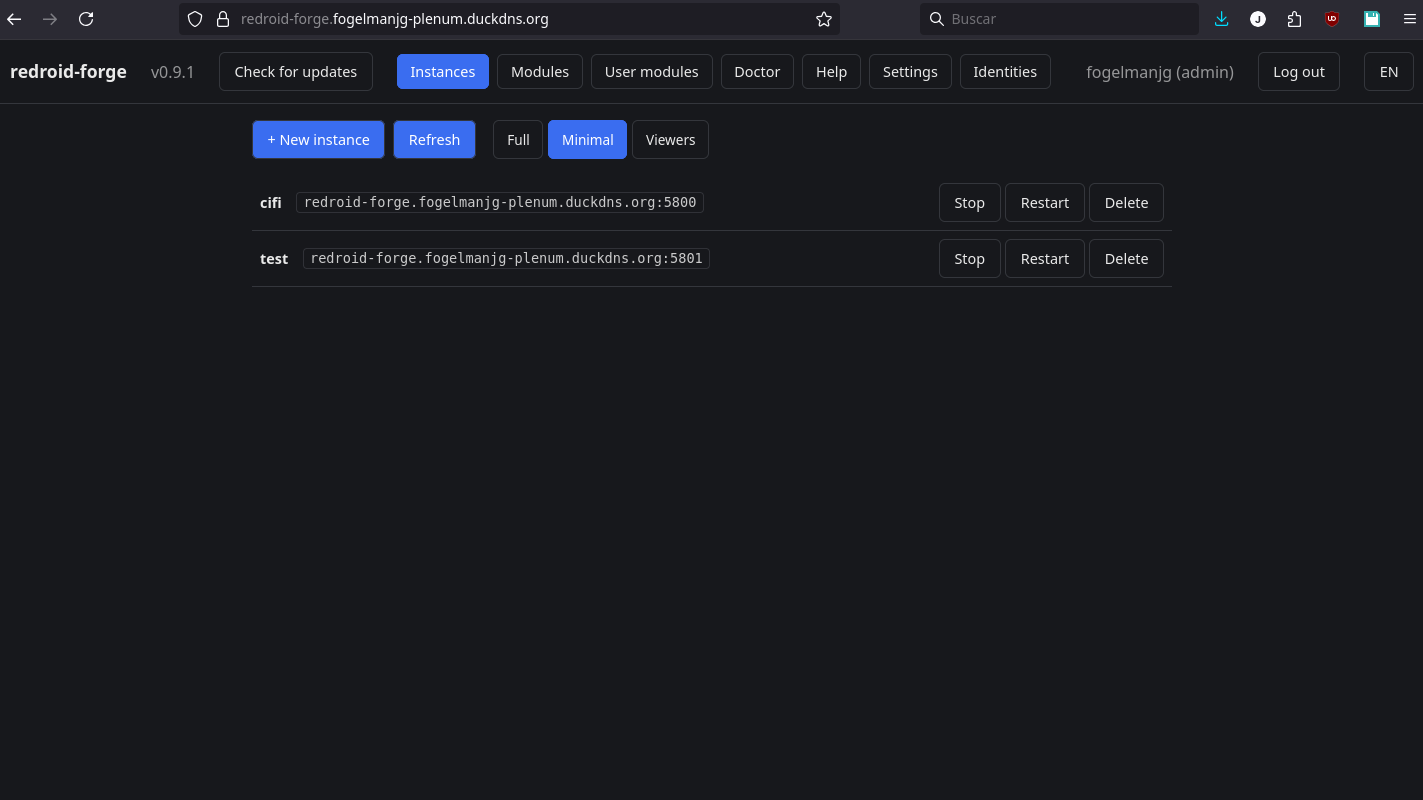 redroid-forge.fogelmanjg-plenum.duckdns.org Buscar J UD
redroid-forge v0.9.1 Check for updates Instances Modules User modules Doctor Help Settings Identities fogelmanjg (admin) Log out EN
+ New instance Refresh Full Minimal Viewers
cifi redroid-forge.fogelmanjg-plenum.duckdns.org:5800 Stop Restart Delete
test redroid-forge.fogelmanjg-plenum.duckdns.org:5801 Stop Restart Delete